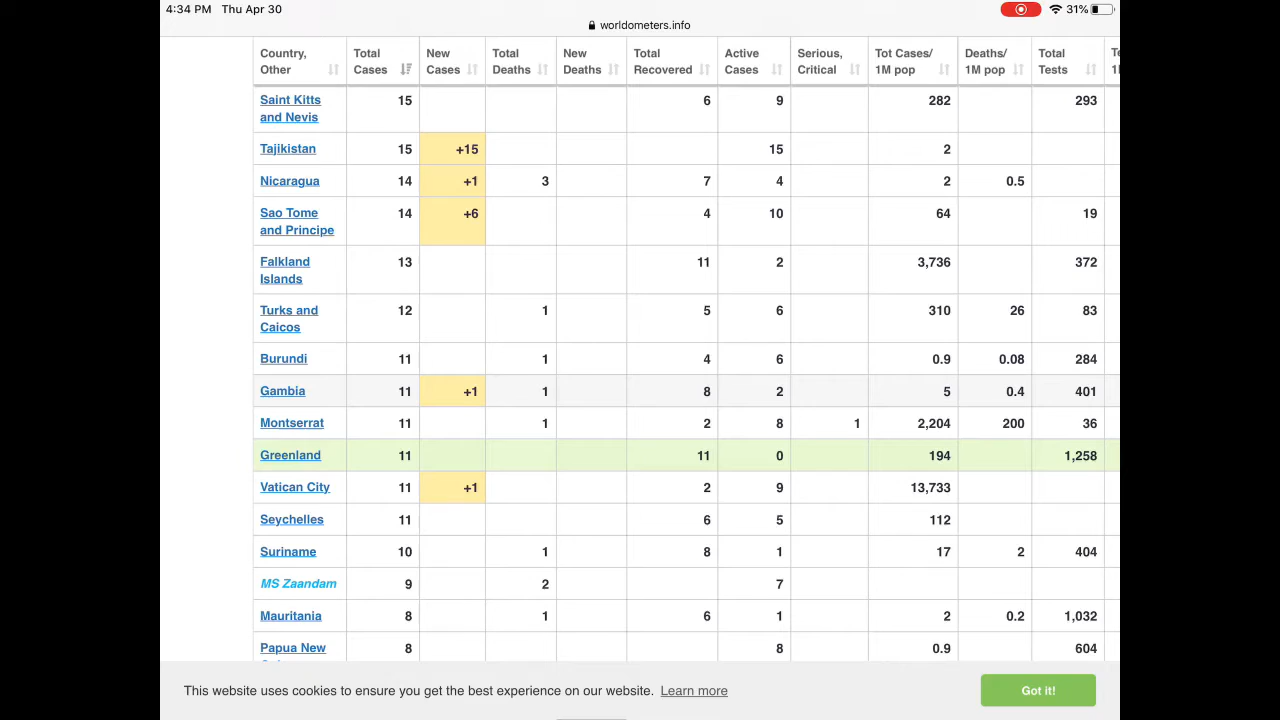 4:34 PM Thu Apr 30 31%
worldometers.info
Country, Other Total Cases New Cases Total Deaths New Deaths Total Recovered Active Cases Serious, Critical Tot Cases/ 1M pop Deaths/ 1M pop Total Tests
Saint Kitts and Nevis 15 6 9 282 293
Tajikistan 15 +15 15 2
Nicaragua 14 +1 3 7 4 2 0.5
Sao Tome and Principe 14 +6 4 10 64 19
Falkland Islands 13 11 2 3,736 372
Turks and Caicos 12 1 5 6 310 26 83
Burundi 11 1 4 6 0.9 0.08 284
Gambia 11 +1 1 8 2 5 0.4 401
Montserrat 11 1 2 8 1 2,204 200 36
Greenland 11 11 0 194 1,258
Vatican City 11 +1 2 9 13,733
Seychelles 11 6 5 112
Suriname 10 1 8 1 17 2 404
MS Zaandam 9 2 7
Mauritania 8 1 6 1 2 0.2 1,032
Papua New 8 8 0.9 604
This website uses cookies to ensure you get the best experience on our website. Learn more
Got it!